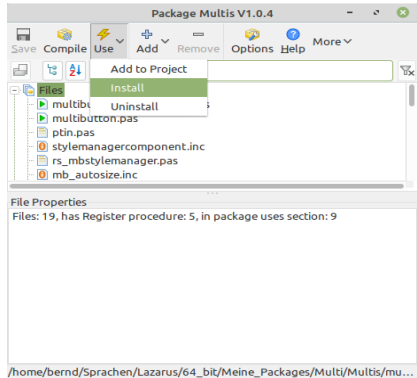 Package Multis V1.0.4
Save Compile Use Add Remove Options Help More
Add to Project
Install
Uninstall
Files
multibutton.pas
ptin.pas
stylemanagercomponent.inc
rs_mbstylemanager.pas
mb_autosize.inc
File Properties
Files: 19, has Register procedure: 5, in package uses section: 9
/home/bernd/Sprachen/Lazarus/64_bit/Meine_Packages/Multi/Multis/mu...